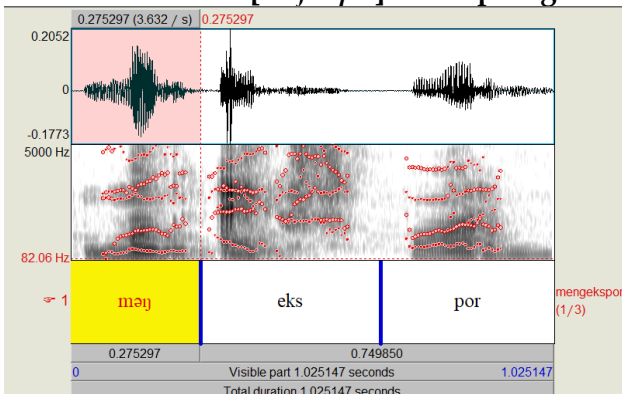 0.275297 (3.632 / s) 0.275297
0.2052
0
-0.1773
5000 Hz
82.06 Hz
☞ 1 məŋ eks por mengekspor
(1/3)
0.275297 0.749850
0 Visible part 1.025147 seconds 1.025147
Total duration 1.025147 seconds